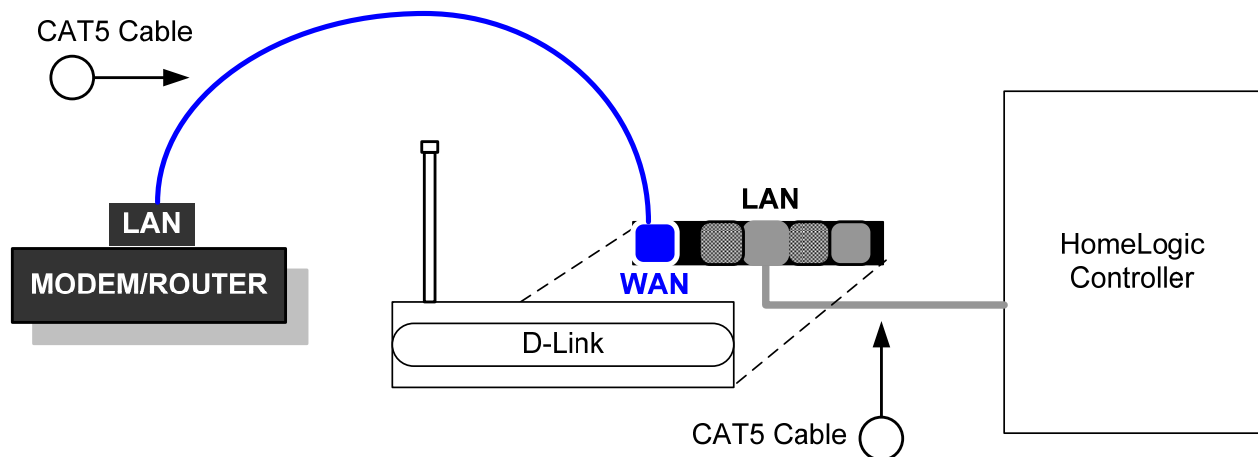 CAT5 Cable
LAN
MODEM/ROUTER
LAN
WAN
D-Link
HomeLogic
Controller
CAT5 Cable